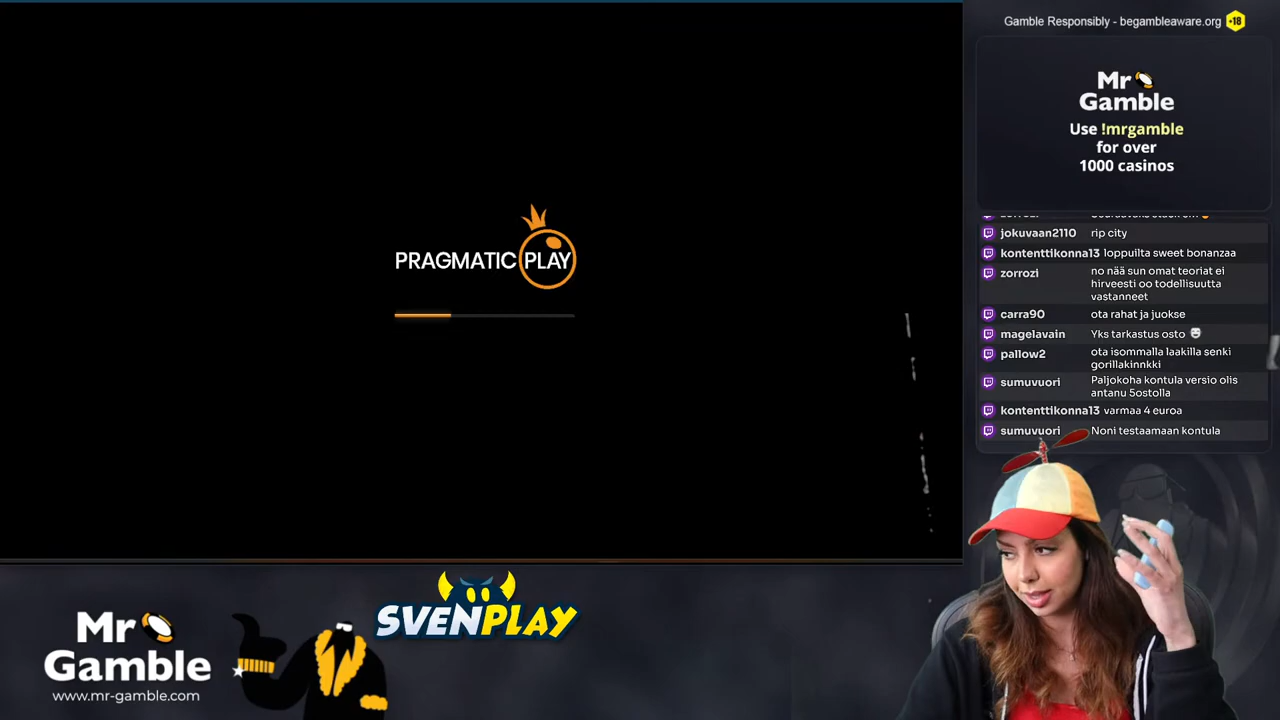 Gamble Responsibly - begambleaware.org +18
Mr
Gamble
Use !mrgamble
for over
1000 casinos
jokuvaan2110 rip city
kontenttikonna13 loppuilta sweet bonanzaa
zorrozi no nää sun omat teoriat ei
hirveesti oo todellisuutta
vastanneet
carra90 ota rahat ja juokse
magelavain Yks tarkastus osto
pallow2 ota isommalla laakilla senki
gorillakinnkki
sumuvuori Paljokoha kontula versio olis
antanu 5ostolla
kontenttikonna13 varmaa 4 euroa
sumuvuori Noni testaamaan kontula
PRAGMATIC PLAY
SVENPLAY
Mr
Gamble
www.mr-gamble.com